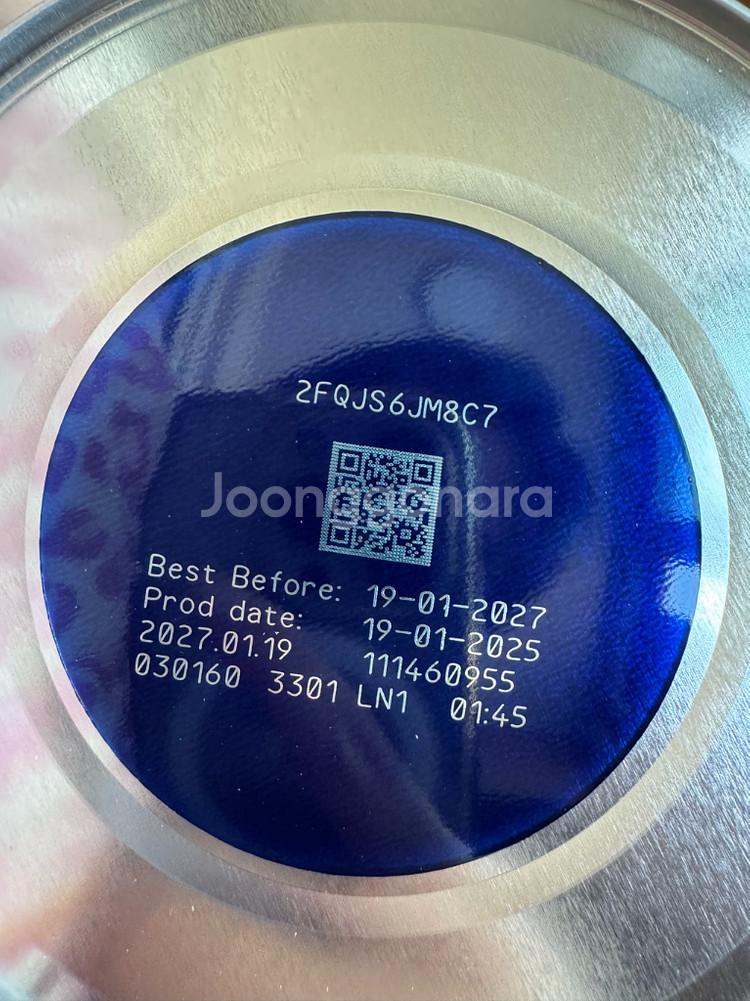 2FQJS6JM8C7
Joonggonara
Best Before: 19-01-2027
Prod date: 19-01-2025
2027.01.19 111460955
030160 3301 LN1 01:45